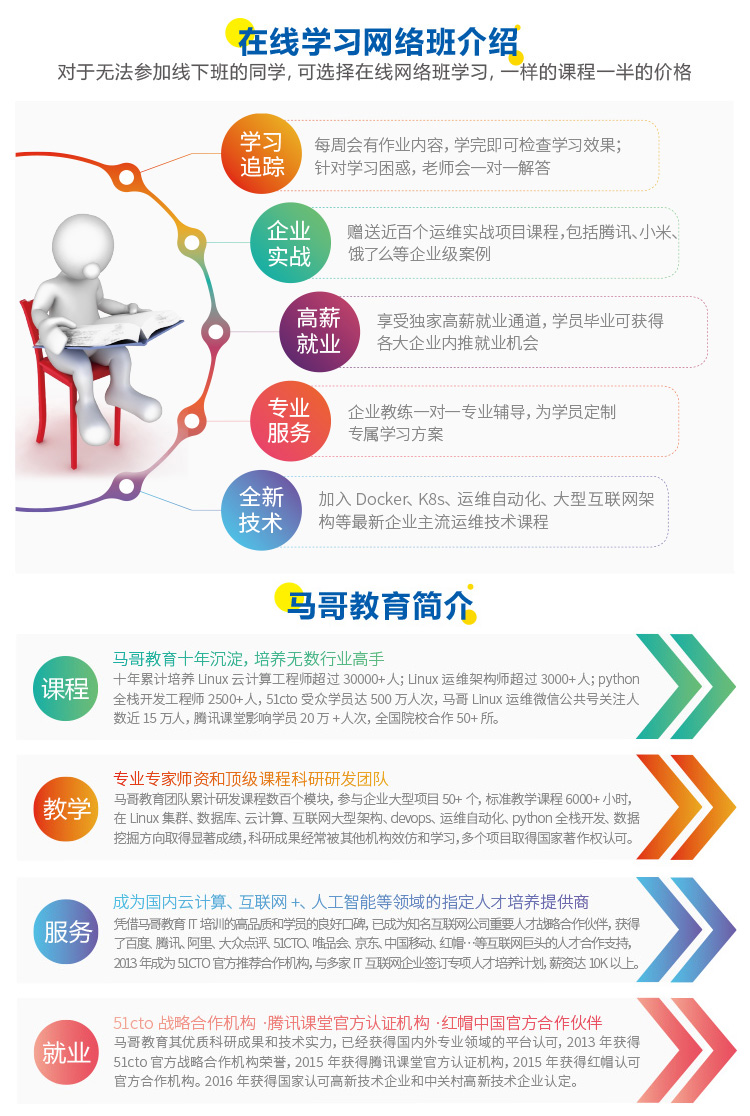 在线学习网络班介绍
对于无法参加线下班的同学，可选择在线网络班学习，一样的课程一半的价格
学习
追踪
每周会有作业内容，学完即可检查学习效果；
针对学习困惑，老师会一对一解答
企业
实战
赠送近百个运维实战项目课程，包括腾讯、小米、
饿了么等企业级案例
高薪
就业
享受独家高薪就业通道，学员毕业可获得
各大企业内推就业机会
专业
服务
企业教练一对一专业辅导，为学员定制
专属学习方案
全新
技术
加入 Docker、K8s、运维自动化、大型互联网架
构等最新企业主流运维技术课程
马哥教育简介
课程
马哥教育十年沉淀，培养无数行业高手
十年累计培养 Linux 云计算工程师超过 30000+人；Linux 运维架构师超过 3000+人；python
全栈开发工程师 2500+人，51cto 受众学员达 500 万人次，马哥 Linux 运维微信公共号关注人
数近 15 万人，腾讯课堂影响学员 20 万 +人次，全国院校合作 50+ 所。
教学
专业专家师资和顶级课程科研研发团队
马哥教育团队累计研发课程数百个模块，参与企业大型项目 50+ 个，标准教学课程 6000+ 小时，
在 Linux 集群、数据库、云计算、互联网大型架构、devops、运维自动化、python 全栈开发、数据
挖掘方向取得显著成绩，科研成果经常被其他机构效仿和学习，多个项目取得国家著作权认可。
服务
成为国内云计算、互联网 +、人工智能等领域的指定人才培养提供商
凭借马哥教育 IT 培训的高品质和学员的良好口碑，已成为知名互联网公司重要人才战略合作伙伴，获得
了百度、腾讯、阿里、大众点评、51CTO、唯品会、京东、中国移动、红帽…等互联网巨头的人才合作支持，
2013 年成为 51CTO 官方推荐合作机构，与多家 IT 互联网企业签订专项人才培养计划，薪资达 10K 以上。
就业
51cto 战略合作机构 ·腾讯课堂官方认证机构 ·红帽中国官方合作伙伴
马哥教育其优质科研成果和技术实力，已经获得国内外专业领域的平台认可，2013 年获得
51cto 官方战略合作机构荣誉，2015 年获得腾讯课堂官方认证机构，2015 年获得红帽认可
官方合作机构。2016 年获得国家认可高新技术企业和中关村高新技术企业认定。